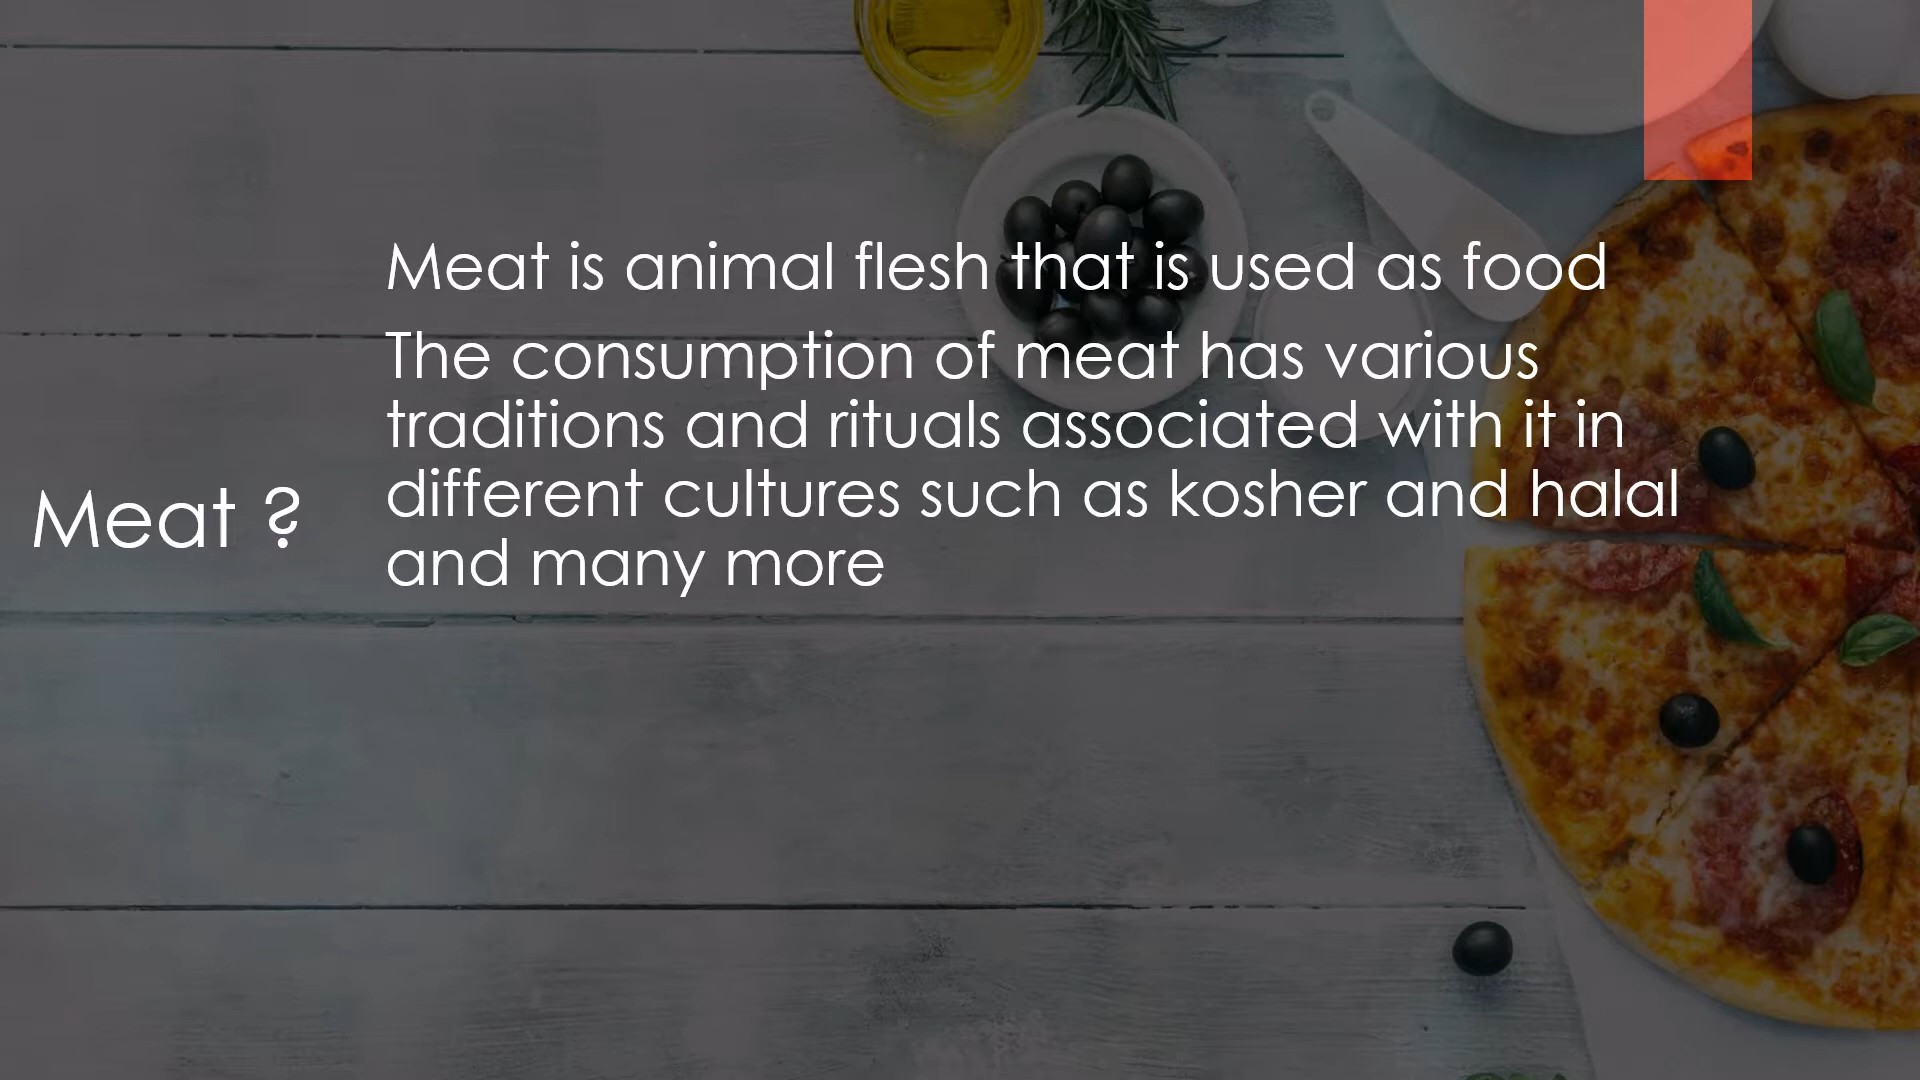 Meat ?
Meat is animal flesh that is used as food
The consumption of meat has various
traditions and rituals associated with it in
different cultures such as kosher and halal
and many more